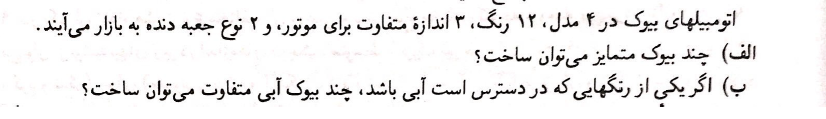 اتومبیلهای بیوک در ۴ مدل، ۱۲ رنگ، ۳ اندازهٔ متفاوت برای موتور، و ۲ نوع جعبه دنده به بازار می‌آیند.
الف) چند بیوک متمایز می‌توان ساخت؟
ب) اگر یکی از رنگهایی که در دسترس است آبی باشد، چند بیوک آبی متفاوت می‌توان ساخت؟